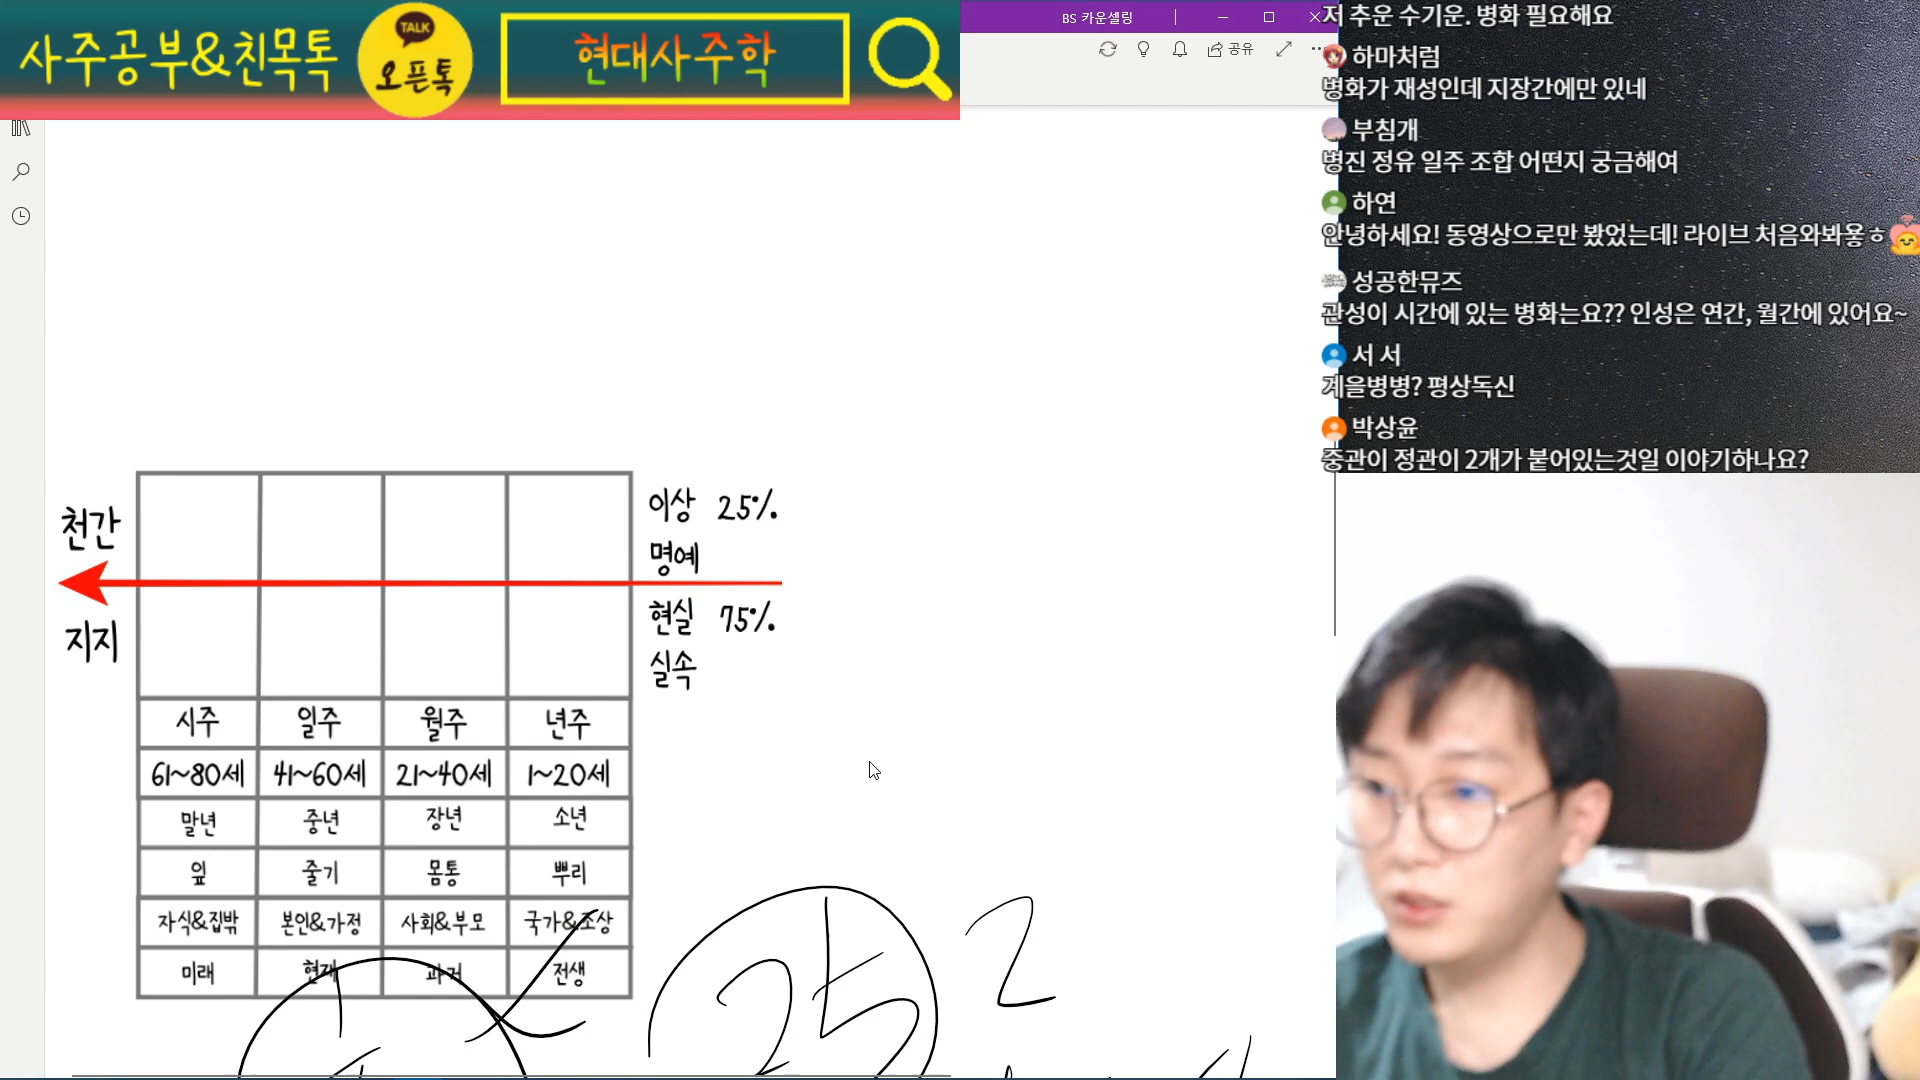 사주공부&친목톡
TALK
오픈톡
현대사주학
BS 카운셀링
공유
저 추운 수기운. 병화 필요해요
하마처럼
병화가 재성인데 지장간에만 있네
부침개
병진 정유 일주 조합 어떤지 궁금해여
하연
안녕하세요! 동영상으로만 봤었는데! 라이브 처음와봐용ㅎ
성공한뮤즈
관성이 시간에 있는 병화는요?? 인성은 연간, 월간에 있어요~
서 서
계을병병? 평상독신
박상윤
중관이 정관이 2개가 붙어있는것일 이야기하나요?
천간
이상 25%
명예
지지
현실 75%
실속
시주 일주 월주 년주
61~80세 41~60세 21~40세 1~20세
말년 중년 장년 소년
잎 줄기 몸통 뿌리
자식&집밖 본인&가정 사회&부모 국가&조상
미래 현재 과거 전생
2
25